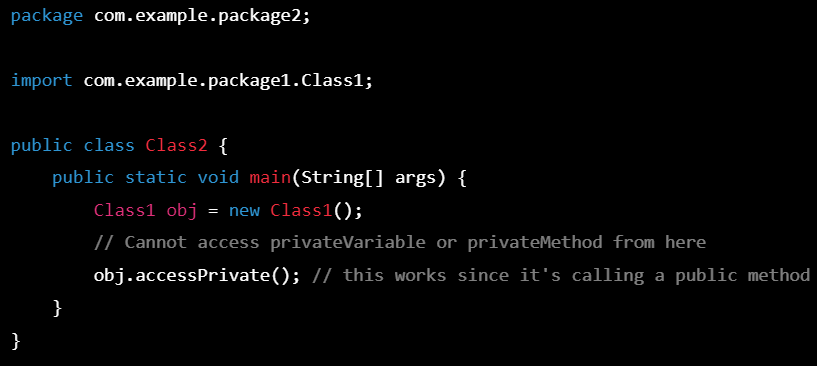 package com.example.package2;
import com.example.package1.Class1;
public class Class2 {
    public static void main(String[] args) {
        Class1 obj = new Class1();
        // Cannot access privateVariable or privateMethod from here
        obj.accessPrivate(); // this works since it's calling a public method
    }
}